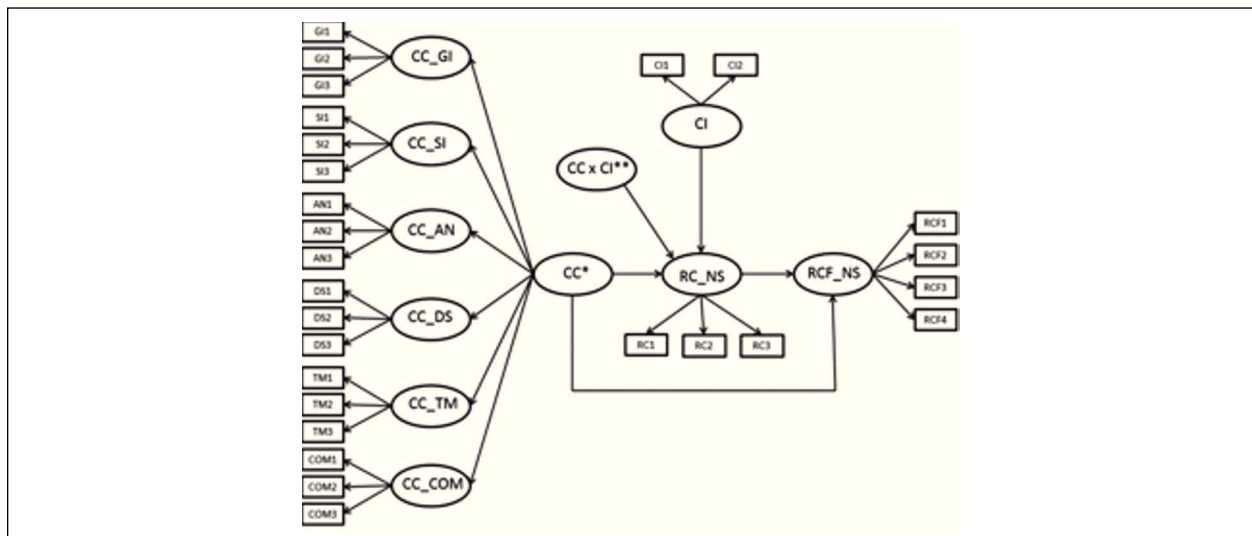 GI1
GI2
GI3
CC_GI
SI1
SI2
SI3
CC_SI
AN1
AN2
AN3
CC_AN
DS1
DS2
DS3
CC_DS
TM1
TM2
TM3
CC_TM
COM1
COM2
COM3
CC_COM
CI1
CI2
CI
CC x CI**
CC*
RC_NS
RCF_NS
RC1
RC2
RC3
RCF1
RCF2
RCF3
RCF4